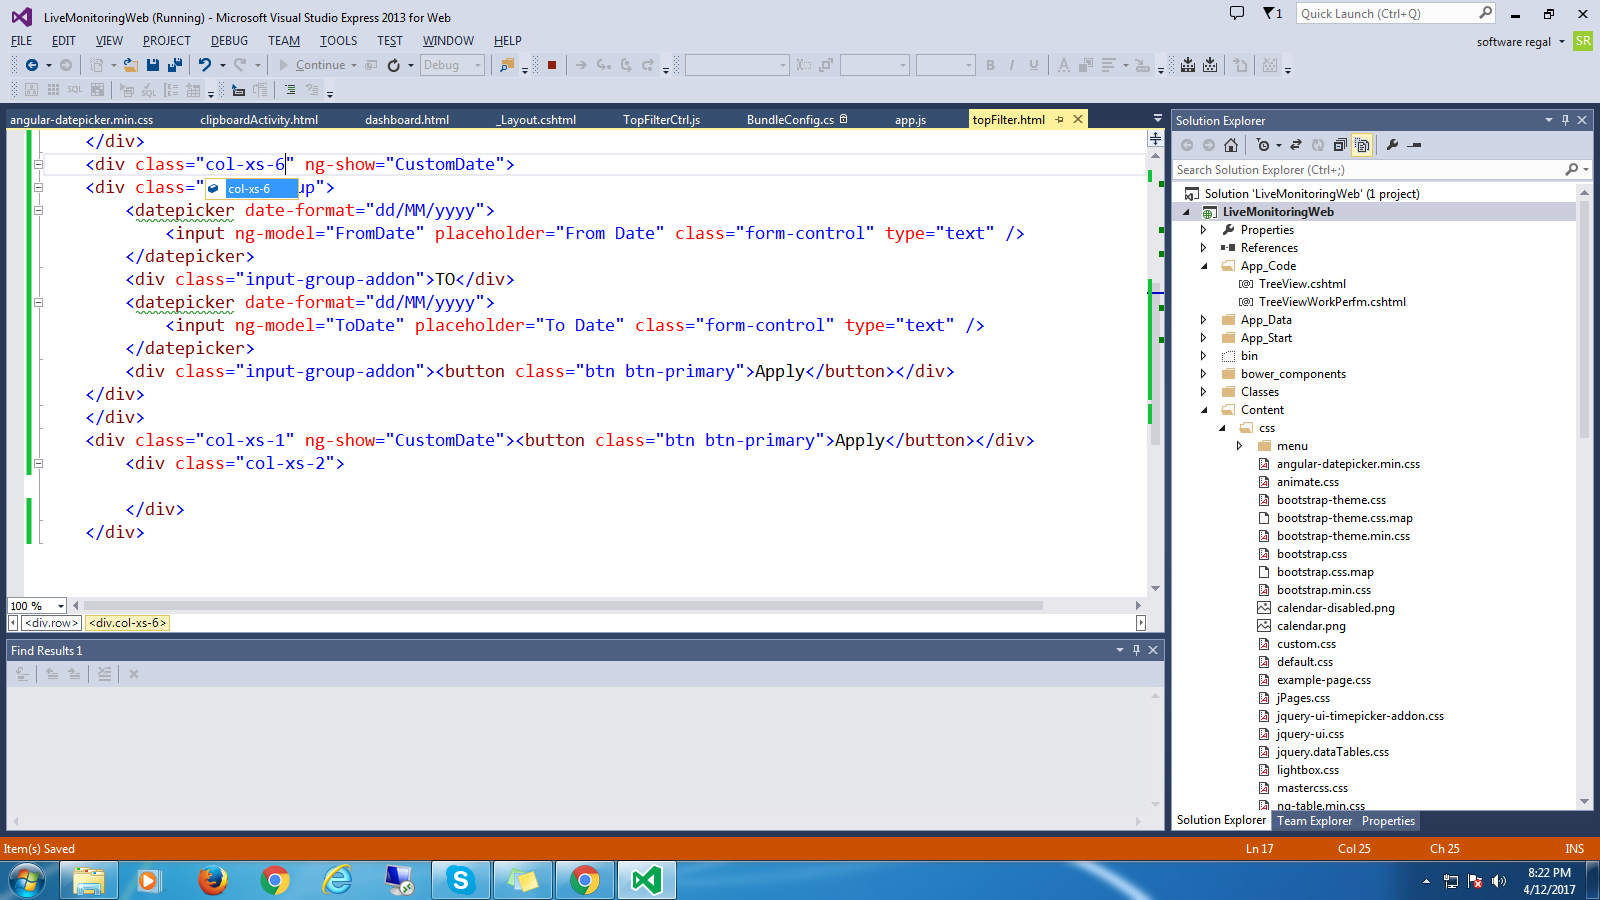 LiveMonitoringWeb (Running) - Microsoft Visual Studio Express 2013 for Web
1
Quick Launch (Ctrl+Q)
FILE EDIT VIEW PROJECT DEBUG TEAM TOOLS TEST WINDOW HELP
software regal
SR
Continue
Debug
B I U A
SQL
SQL
angular-datepicker.min.css clipboardActivity.html dashboard.html _Layout.cshtml TopFilterCtrl.js BundleConfig.cs app.js topFilter.html
</div>
<div class="col-xs-6" ng-show="CustomDate">
<div class="
up">
col-xs-6
<datepicker date-format="dd/MM/yyyy">
<input ng-model="FromDate" placeholder="From Date" class="form-control" type="text" />
</datepicker>
<div class="input-group-addon">TO</div>
<datepicker date-format="dd/MM/yyyy">
<input ng-model="ToDate" placeholder="To Date" class="form-control" type="text" />
</datepicker>
<div class="input-group-addon"><button class="btn btn-primary">Apply</button></div>
</div>
</div>
<div class="col-xs-1" ng-show="CustomDate"><button class="btn btn-primary">Apply</button></div>
<div class="col-xs-2">
</div>
</div>
100 %
<div.row> <div.col-xs-6>
Find Results 1
Solution Explorer
Search Solution Explorer (Ctrl+;)
Solution 'LiveMonitoringWeb' (1 project)
LiveMonitoringWeb
Properties
References
App_Code
TreeView.cshtml
TreeViewWorkPerfm.cshtml
App_Data
App_Start
bin
bower_components
Classes
Content
css
menu
angular-datepicker.min.css
animate.css
bootstrap-theme.css
bootstrap-theme.css.map
bootstrap-theme.min.css
bootstrap.css
bootstrap.css.map
bootstrap.min.css
calendar-disabled.png
calendar.png
custom.css
default.css
example-page.css
jPages.css
jquery-ui-timepicker-addon.css
jquery-ui.css
jquery.dataTables.css
lightbox.css
mastercss.css
ng-table.min.css
Solution Explorer Team Explorer Properties
Item(s) Saved
Ln 17 Col 25 Ch 25 INS
8:22 PM
4/12/2017